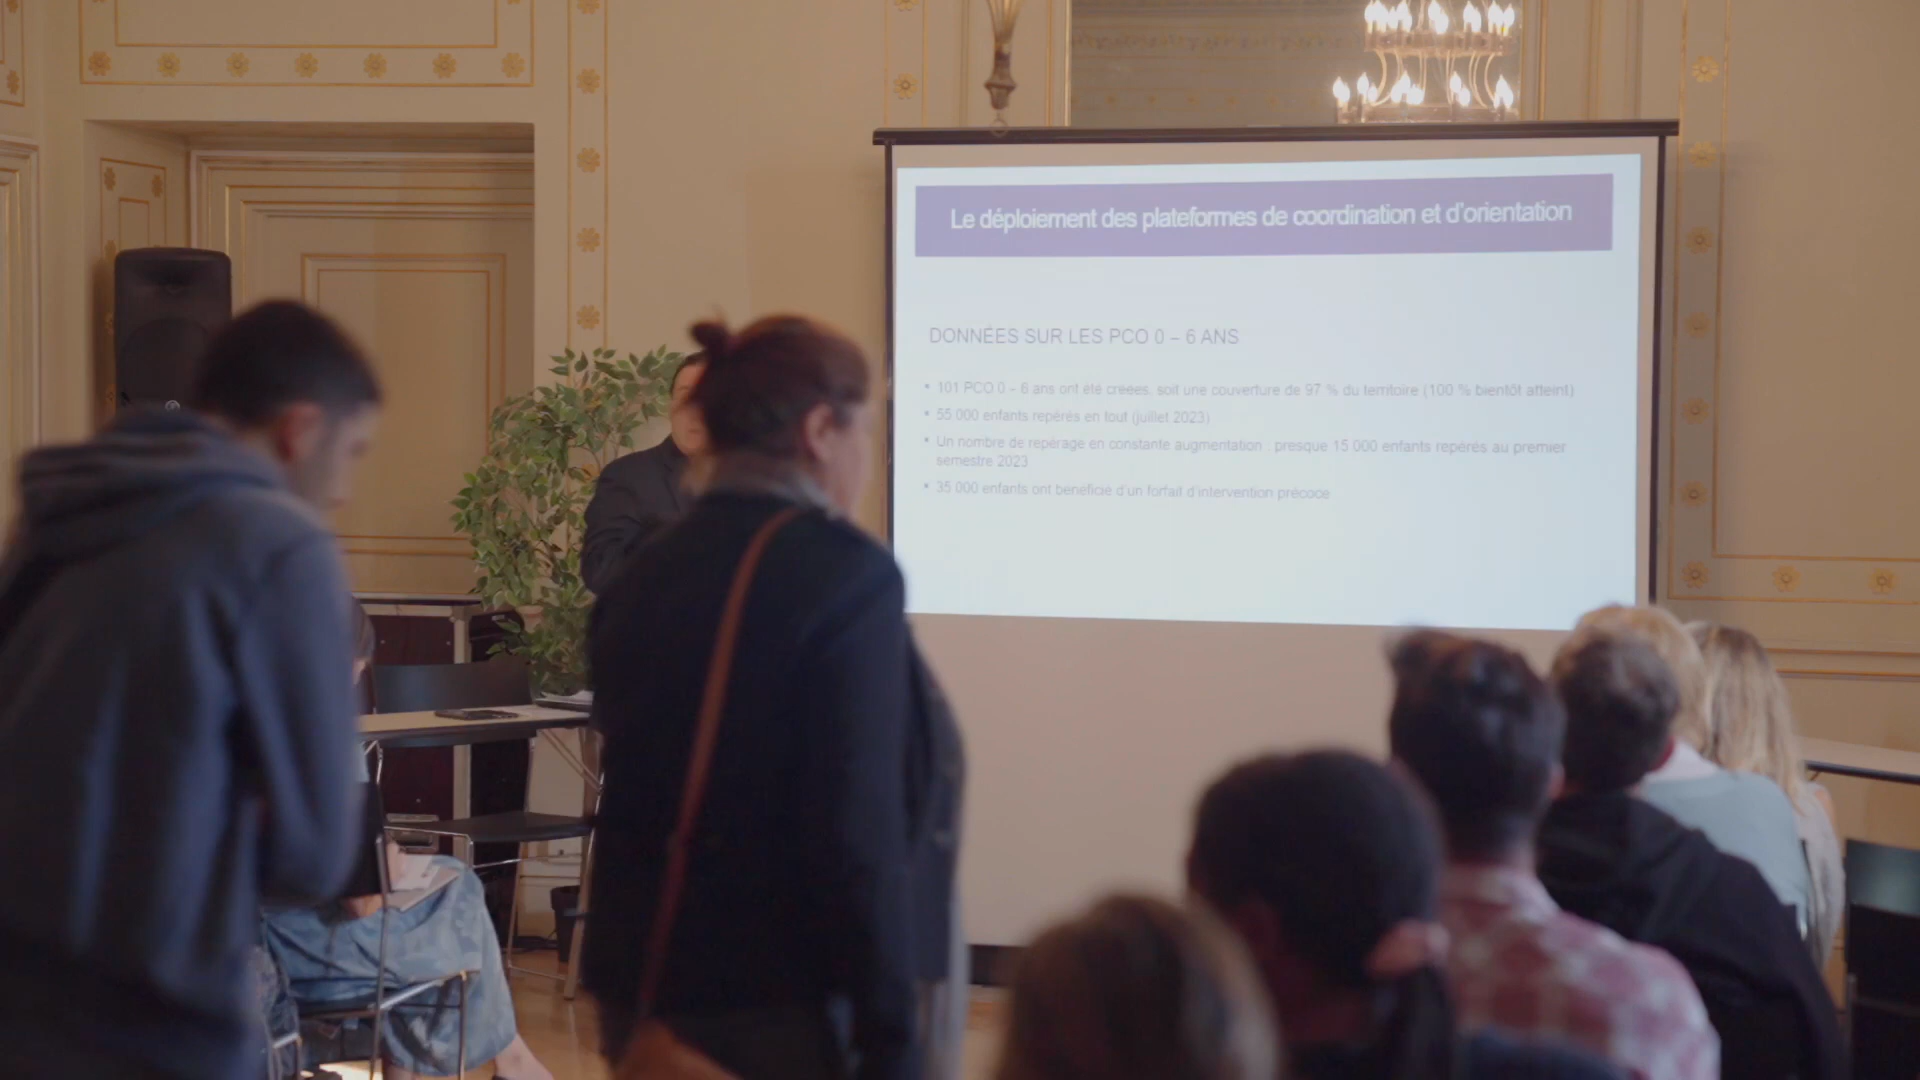 Le déploiement des plateformes de coordination et d'orientation
DONNÉES SUR LES PCO 0 – 6 ANS
• 101 PCO 0 – 6 ans ont été créées, soit une couverture de 97 % du territoire (100 % bientôt atteint)
• 55 000 enfants repérés en tout (juillet 2023)
• Un nombre de repérage en constante augmentation : presque 15 000 enfants repérés au premier
semestre 2023
• 35 000 enfants ont bénéficié d'un forfait d'intervention précoce